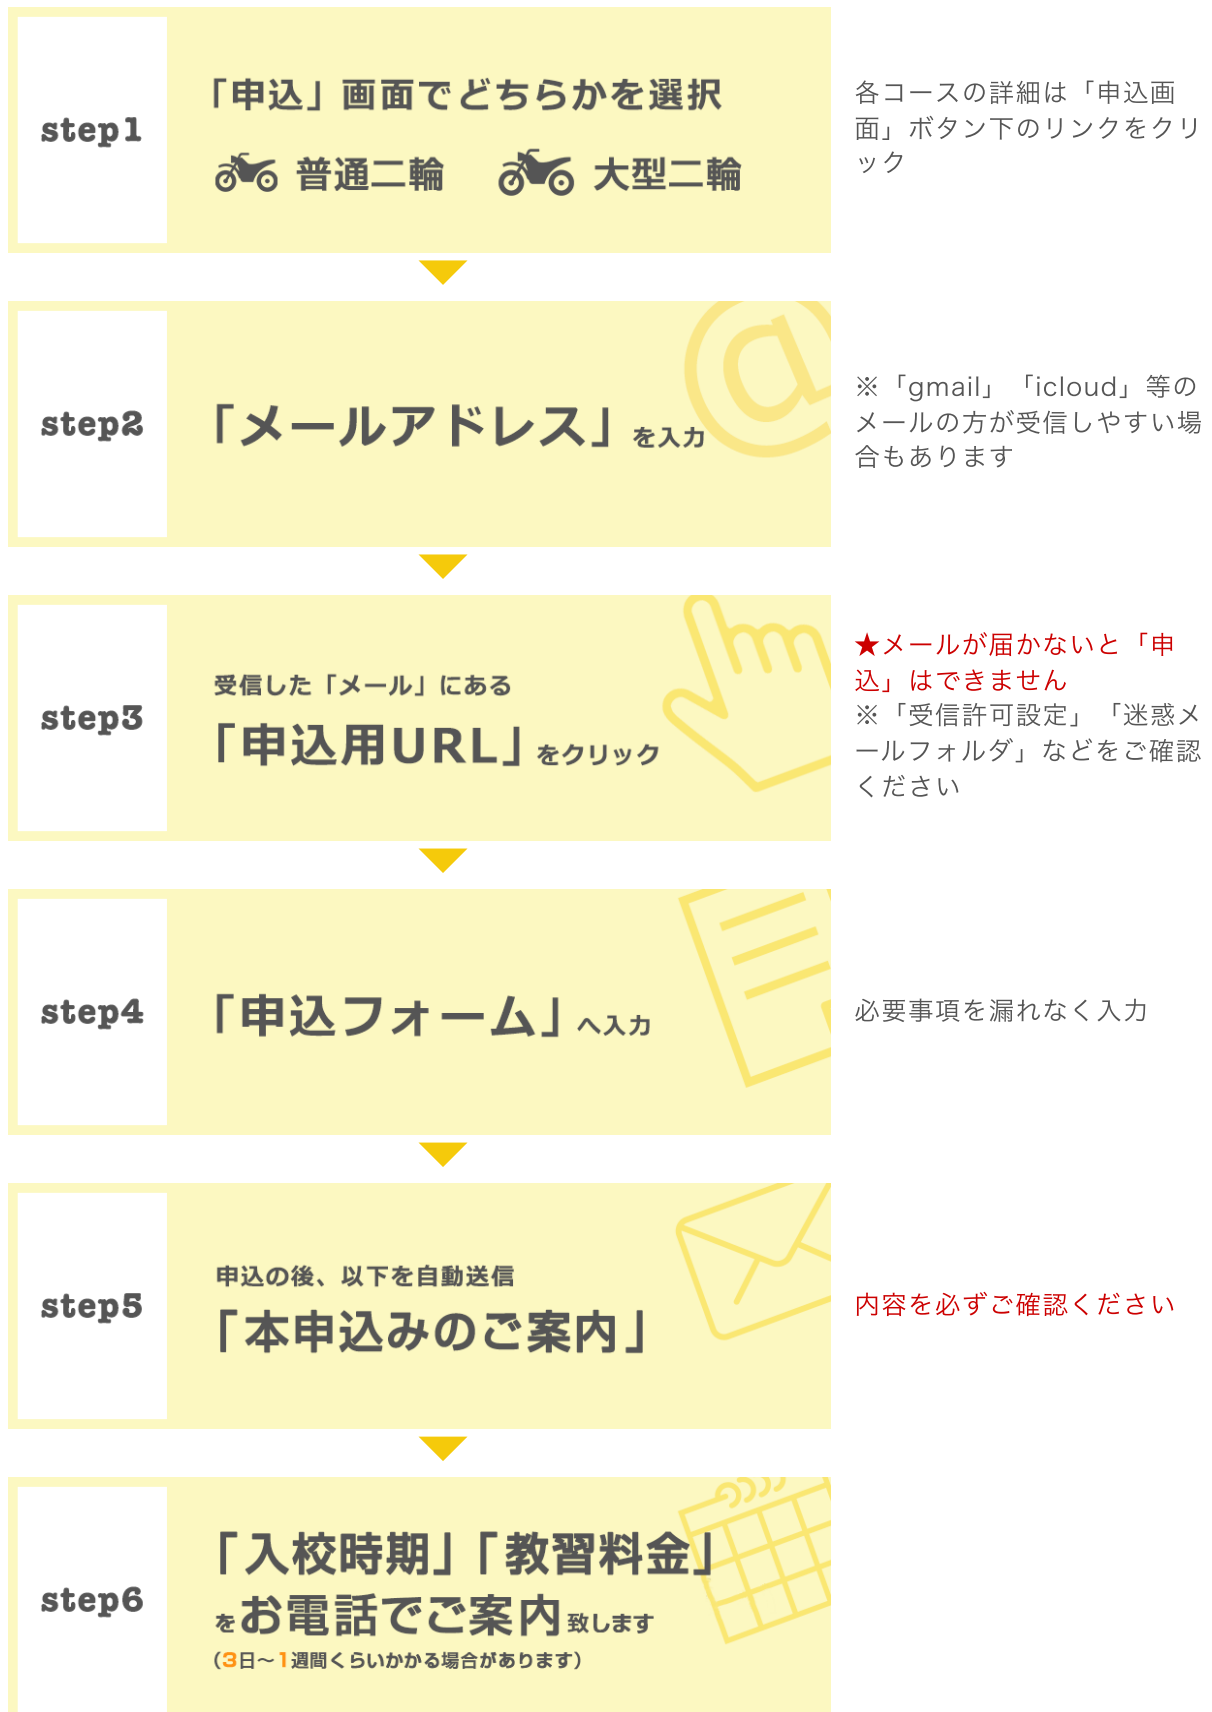 step1
「申込」画面でどちらかを選択
普通二輪 大型二輪
各コースの詳細は「申込画
面」ボタン下のリンクをクリ
ック
step2
「メールアドレス」を入力
※「gmail」「icloud」等の
メールの方が受信しやすい場
合もあります
step3
受信した「メール」にある
「申込用URL」をクリック
★メールが届かないと「申
込」はできません
※「受信許可設定」「迷惑メ
ールフォルダ」などをご確認
ください
step4
「申込フォーム」へ入力
必要事項を漏れなく入力
step5
申込の後、以下を自動送信
「本申込みのご案内」
内容を必ずご確認ください
step6
「入校時期」「教習料金」
をお電話でご案内致します
（3日～1週間くらいかかる場合があります）